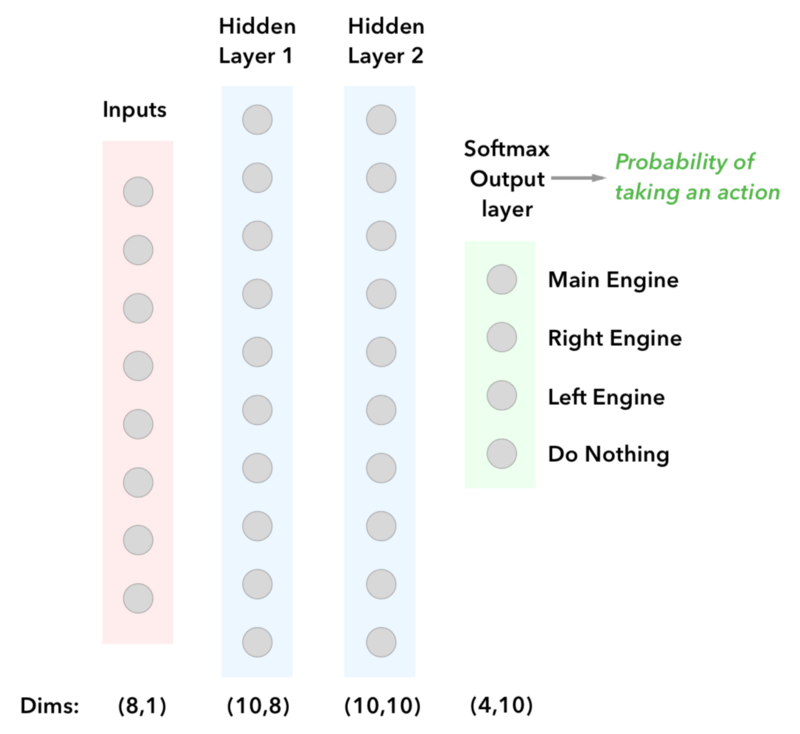 Hidden
Layer 1
Hidden
Layer 2
Inputs
Softmax
Output
layer
Probability of
taking an action
Main Engine
Right Engine
Left Engine
Do Nothing
Dims: (8,1) (10,8) (10,10) (4,10)